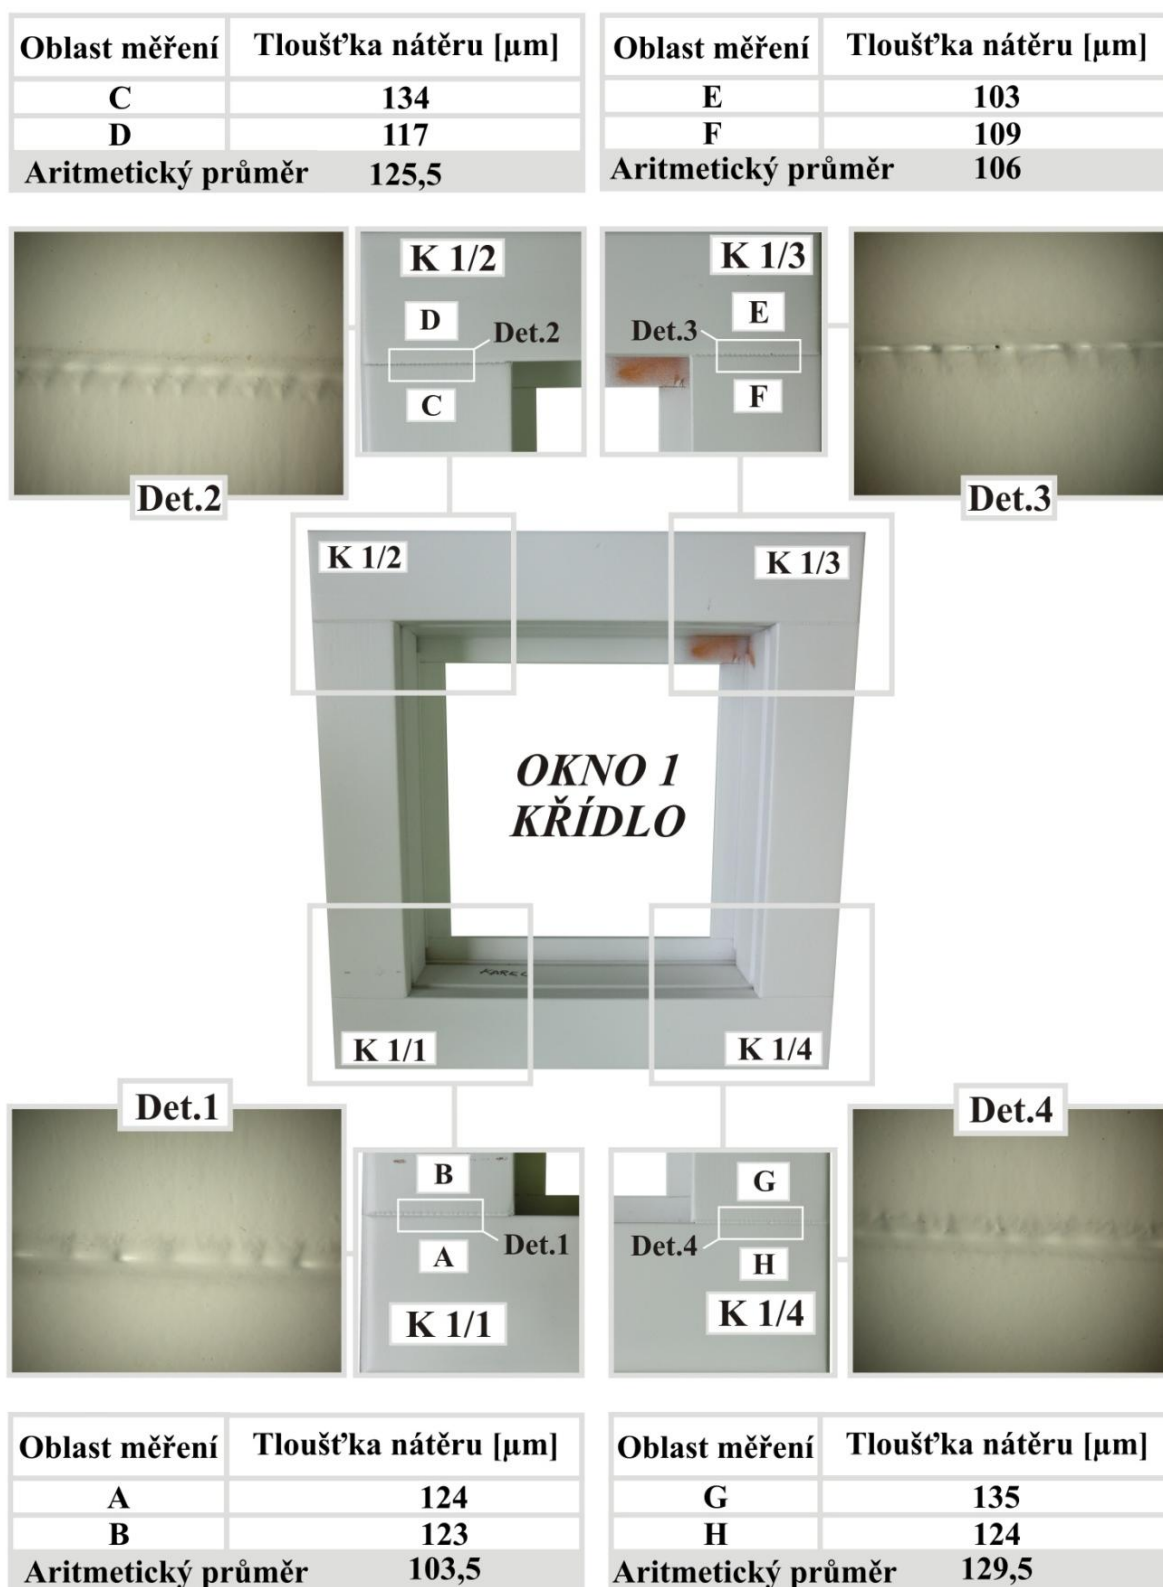 Oblast měření Tloušťka nátěru [µm]
C 134
D 117
Aritmetický průměr 125,5
Oblast měření Tloušťka nátěru [µm]
E 103
F 109
Aritmetický průměr 106
K 1/2
D
Det.2
C
K 1/3
Det.3
E
F
Det.2
Det.3
K 1/2
K 1/3
OKNO 1
KŘÍDLO
K 1/1
K 1/4
Det.1
Det.4
B
Det.1
A
K 1/1
G
Det.4
H
K 1/4
Oblast měření Tloušťka nátěru [µm]
A 124
B 123
Aritmetický průměr 103,5
Oblast měření Tloušťka nátěru [µm]
G 135
H 124
Aritmetický průměr 129,5